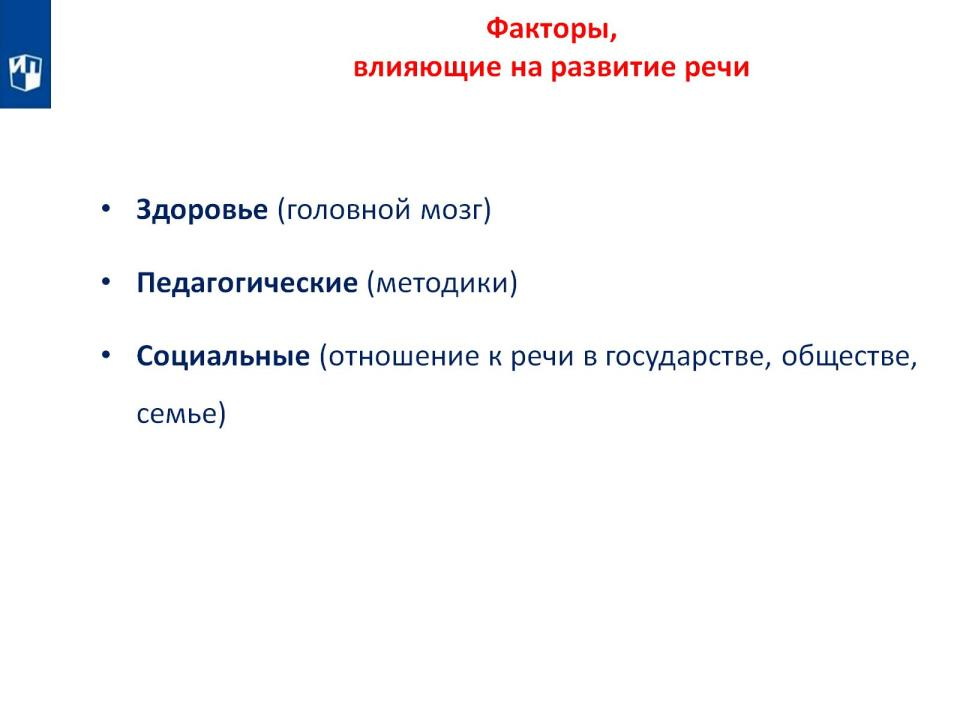 Факторы,
влияющие на развитие речи
• Здоровье (головной мозг)
• Педагогические (методики)
• Социальные (отношение к речи в государстве, обществе,
семье)